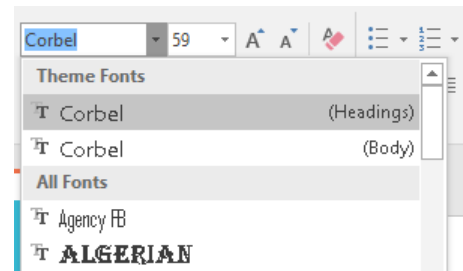 Corbel 59 A A
Theme Fonts
Corbel (Headings)
Corbel (Body)
All Fonts
Agency FB
ALGERIAN